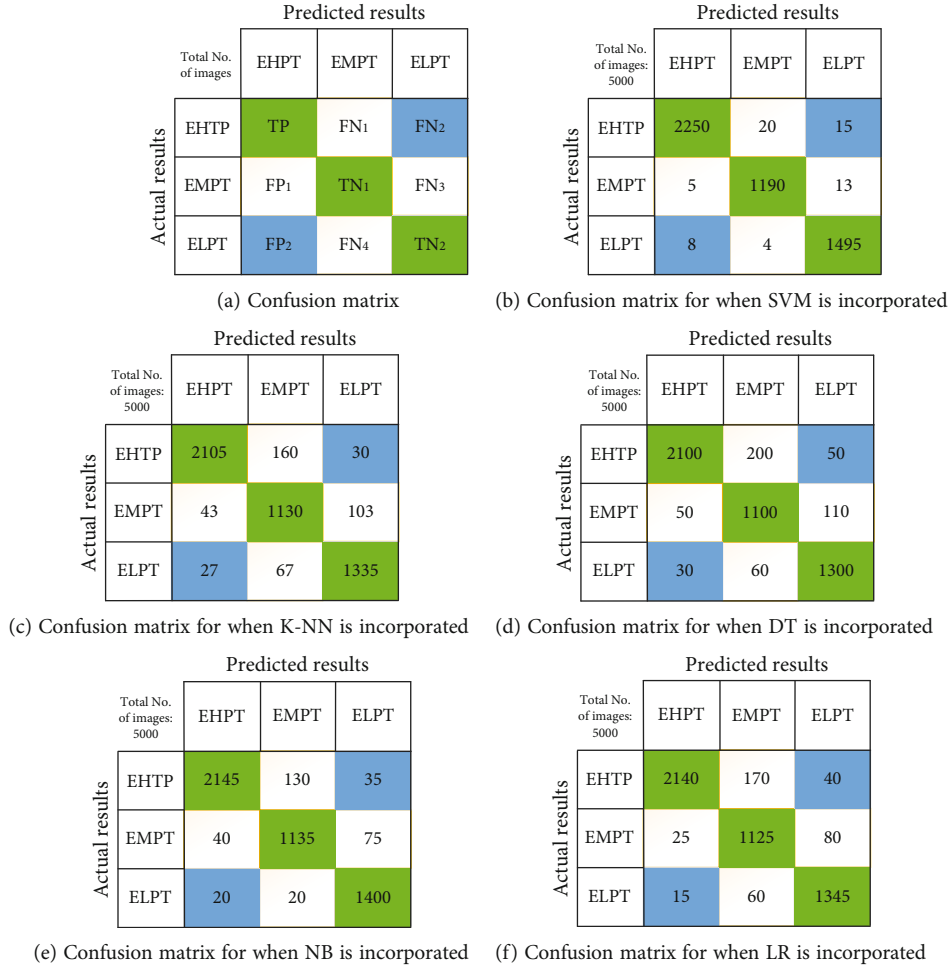 Predicted results
Total No.
of images
EHPT EMPT ELPT
Actual results
EHTP TP FN1 FN2
EMPT FP1 TN1 FN3
ELPT FP2 FN4 TN2
(a) Confusion matrix
Predicted results
Total No.
of images:
5000
EHPT EMPT ELPT
Actual results
EHTP 2250 20 15
EMPT 5 1190 13
ELPT 8 4 1495
(b) Confusion matrix for when SVM is incorporated
Predicted results
Total No.
of images:
5000
EHPT EMPT ELPT
Actual results
EHTP 2105 160 30
EMPT 43 1130 103
ELPT 27 67 1335
(c) Confusion matrix for when K-NN is incorporated
Predicted results
Total No.
of images:
5000
EHPT EMPT ELPT
Actual results
EHTP 2100 200 50
EMPT 50 1100 110
ELPT 30 60 1300
(d) Confusion matrix for when DT is incorporated
Predicted results
Total No.
of images:
5000
EHPT EMPT ELPT
Actual results
EHTP 2145 130 35
EMPT 40 1135 75
ELPT 20 20 1400
(e) Confusion matrix for when NB is incorporated
Predicted results
Total No.
of images:
5000
EHPT EMPT ELPT
Actual results
EHTP 2140 170 40
EMPT 25 1125 80
ELPT 15 60 1345
(f) Confusion matrix for when LR is incorporated